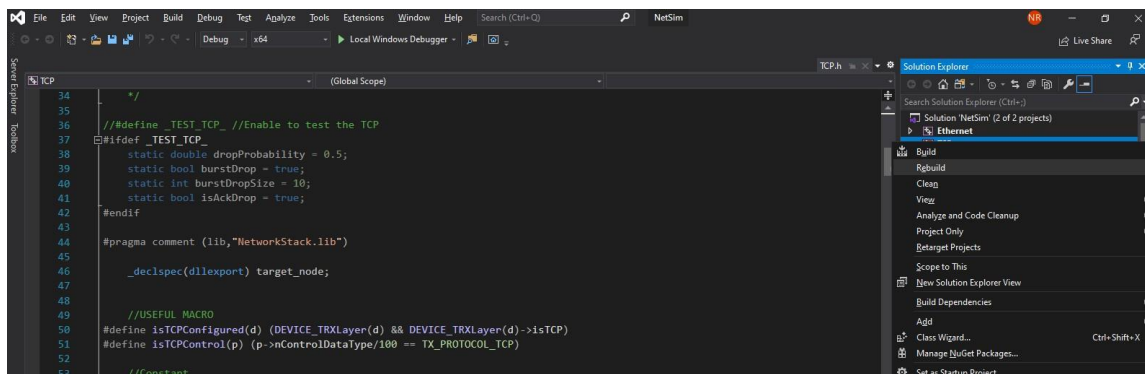 File Edit View Project Build Debug Test Analyze Tools Extensions Window Help Search (Ctrl+Q) NetSim NR
Debug x64 Local Windows Debugger Live Share
Server Explorer
Toolbox
TCP.h
TCP (Global Scope)
34 */
35
36 //#define _TEST_TCP_ //Enable to test the TCP
37 #ifdef _TEST_TCP_
38 static double dropProbability = 0.5;
39 static bool burstDrop = true;
40 static int burstDropSize = 10;
41 static bool isAckDrop = true;
42 #endif
43
44 #pragma comment (lib,"NetworkStack.lib")
45
46 _declspec(dllexport) target_node;
47
48
49 //USEFUL MACRO
50 #define isTCPConfigured(d) (DEVICE_TRXLayer(d) && DEVICE_TRXLayer(d)->isTCP)
51 #define isTCPControl(p) (p->nControlDataType/100 == TX_PROTOCOL_TCP)
52
53 //Constant
Solution Explorer
Search Solution Explorer (Ctrl+;)
Solution 'NetSim' (2 of 2 projects)
Ethernet
Build
Rebuild
Clean
View
Analyze and Code Cleanup
Project Only
Retarget Projects
Scope to This
New Solution Explorer View
Build Dependencies
Add
Class Wizard... Ctrl+Shift+X
Manage NuGet Packages...
Set as Startup Project